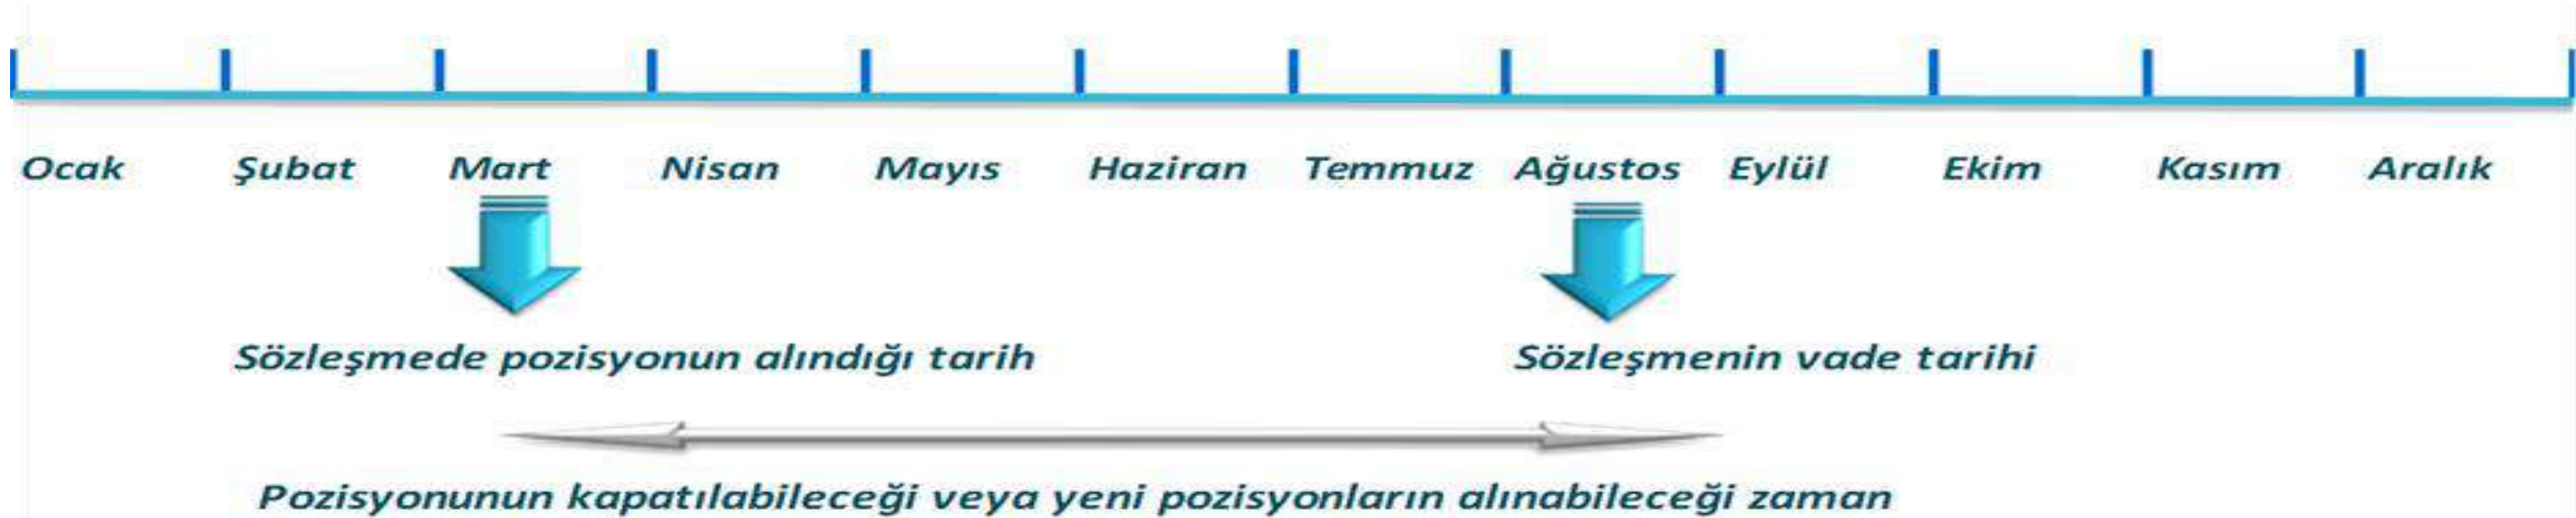 Ocak Şubat Mart Nisan Mayıs Haziran Temmuz Ağustos Eylül Ekim Kasım Aralık
Sözleşmede pozisyonun alındığı tarih Sözleşmenin vade tarihi
Pozisyonunun kapatılabileceği veya yeni pozisyonların alınabileceği zaman